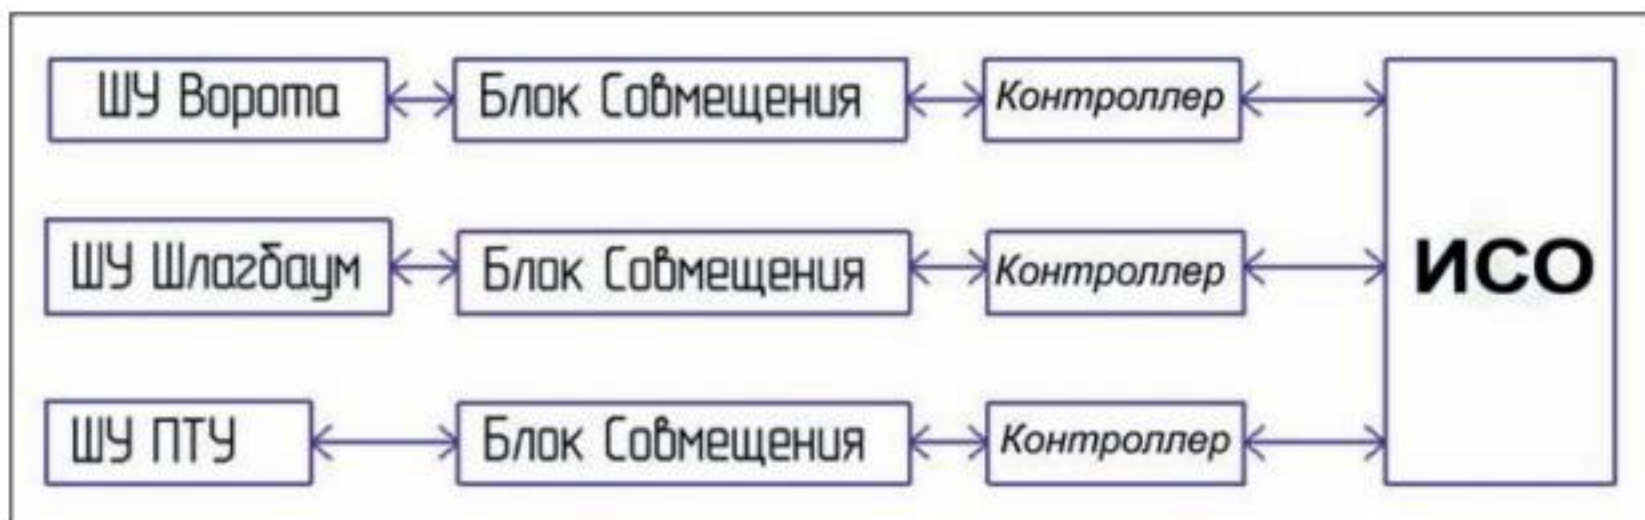 ШУ Ворота Блок Совмещения Контроллер
ШУ Шлагбаум Блок Совмещения Контроллер ИСО
ШУ ПТУ Блок Совмещения Контроллер